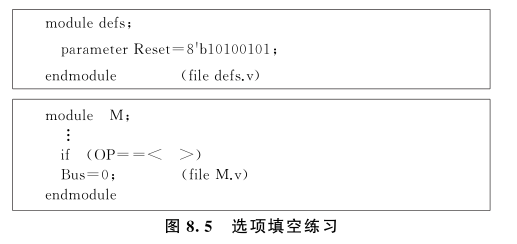 module defs;
parameter Reset=8'b10100101;
endmodule (file defs.v)
module M;
⋮
if (OP==< >)
Bus=0; (file M.v)
endmodule
图 8.5 选项填空练习